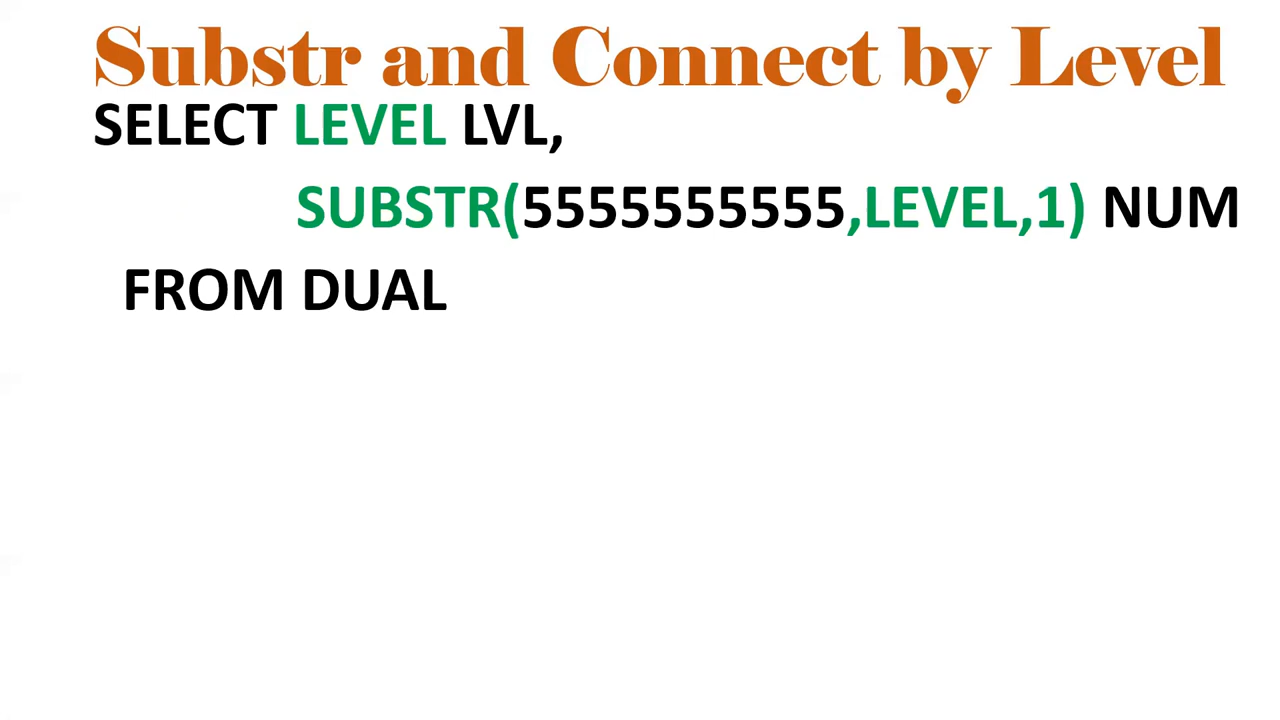 Substr and Connect by Level
SELECT LEVEL LVL,
SUBSTR(5555555555,LEVEL,1) NUM
FROM DUAL